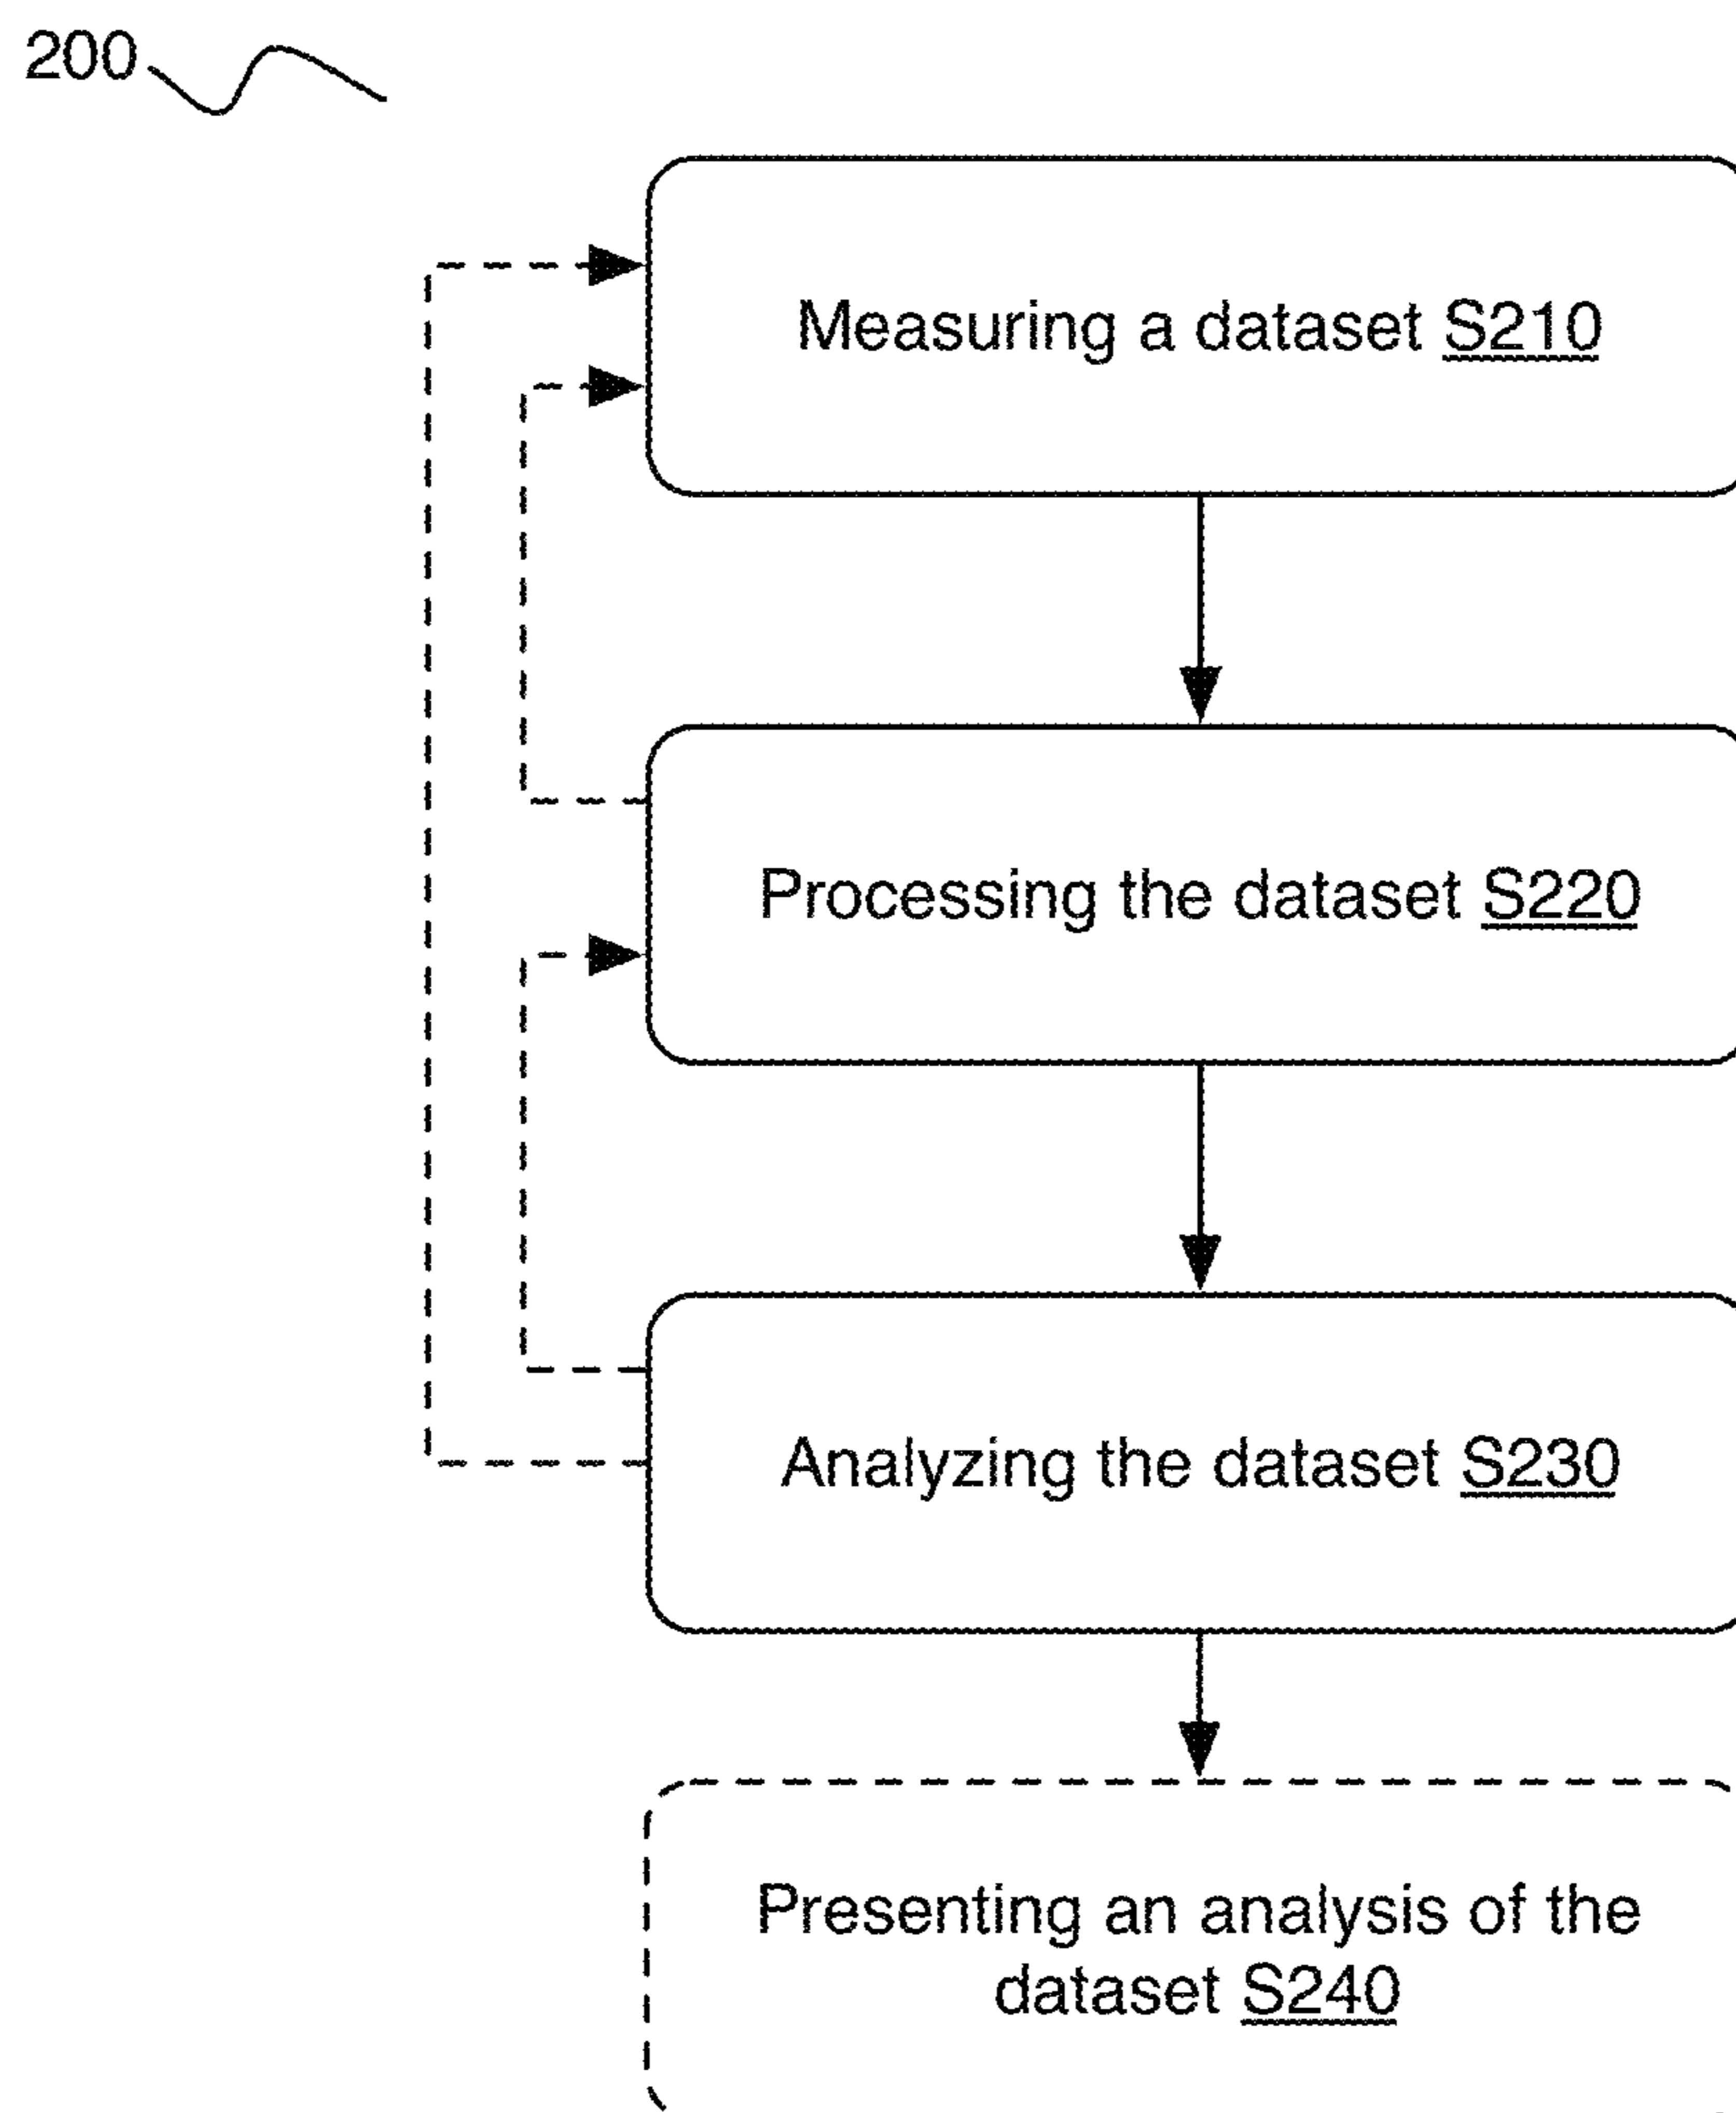 200
Measuring a dataset S210
Processing the dataset S220
Analyzing the dataset S230
Presenting an analysis of the
dataset S240